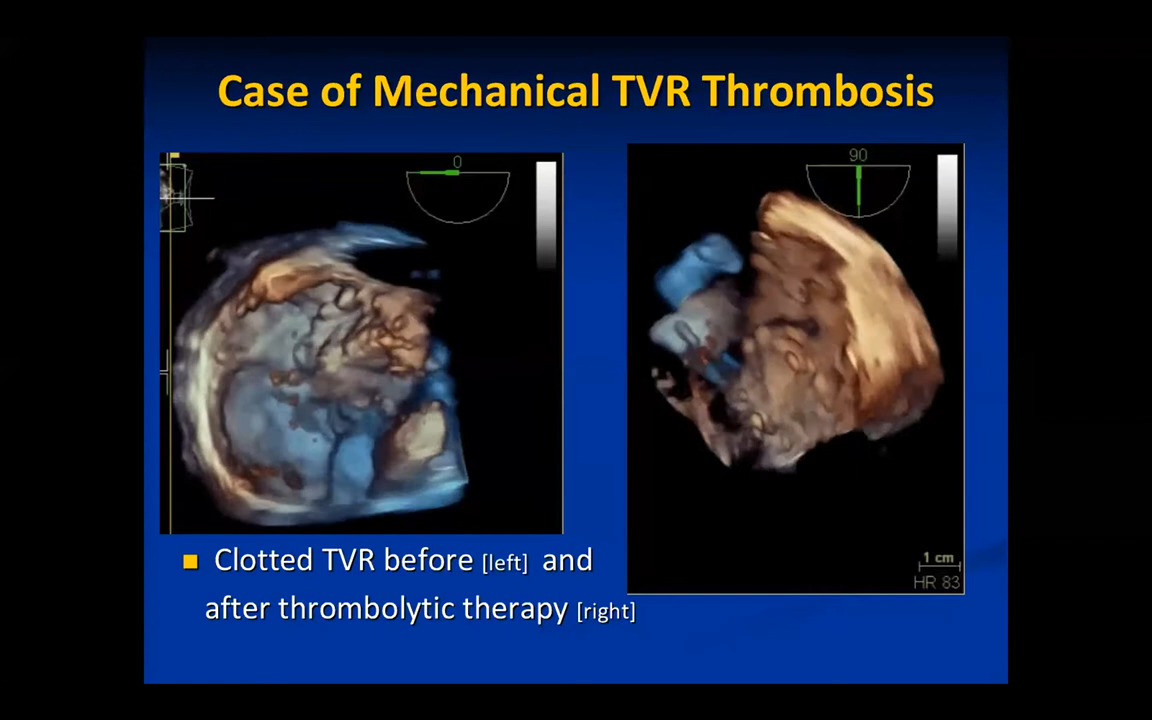 Case of Mechanical TVR Thrombosis
0
90
1 cm
HR 83
Clotted TVR before [left] and
after thrombolytic therapy [right]